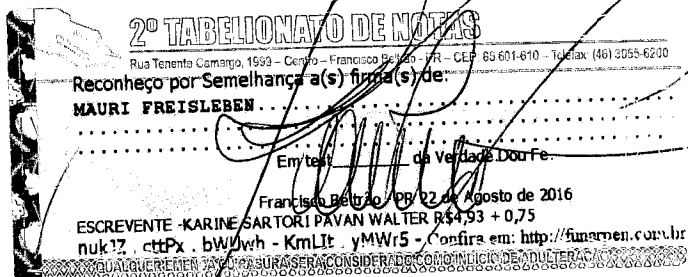 2º TABELIONATO DE NOTAS
Rua Tenente Camargo, 1999 – Centro – Francisco Beltrão - PR – CEP: 85.601-610 – Telefax: (46) 3055-6200
Reconheço por Semelhança a(s) firma(s) de:
MAURI FREISLEBEN
Em test da Verdade Dou Fé.
Francisco Beltrão - PR 22 de Agosto de 2016
ESCREVENTE -KARINE SARTORI PAVAN WALTER R$4,93 + 0,75
cttPx . bWUwh - KmLIt . yMWr5 - Confira em: http://funarpen.com.br
QUALQUER EMENDA OU RASURA SERÁ CONSIDERADO COMO INDÍCIO DE ADULTERAÇÃO